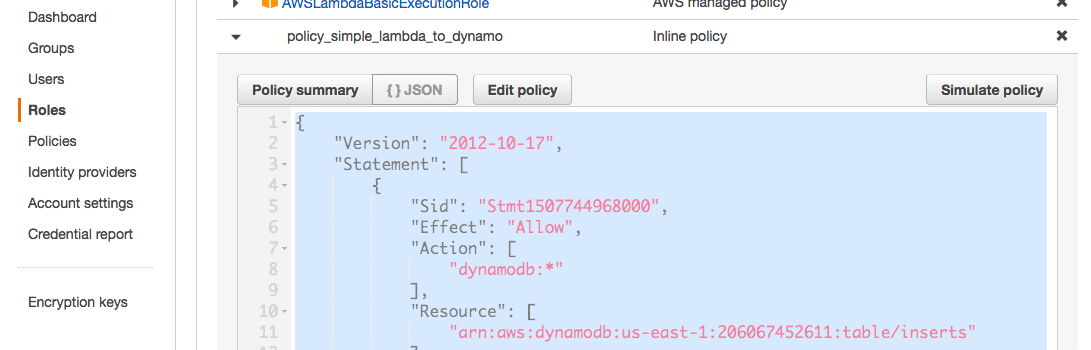 Dashboard
Groups
Users
Roles
Policies
Identity providers
Account settings
Credential report
Encryption keys
AWSLambdaBasicExecutionRole AWS managed policy
policy_simple_lambda_to_dynamo Inline policy
Policy summary { } JSON Edit policy Simulate policy
1 {
2 "Version": "2012-10-17",
3 "Statement": [
4 {
5 "Sid": "Stmt1507744968000",
6 "Effect": "Allow",
7 "Action": [
8 "dynamodb:*"
9 ],
10 "Resource": [
11 "arn:aws:dynamodb:us-east-1:206067452611:table/inserts"